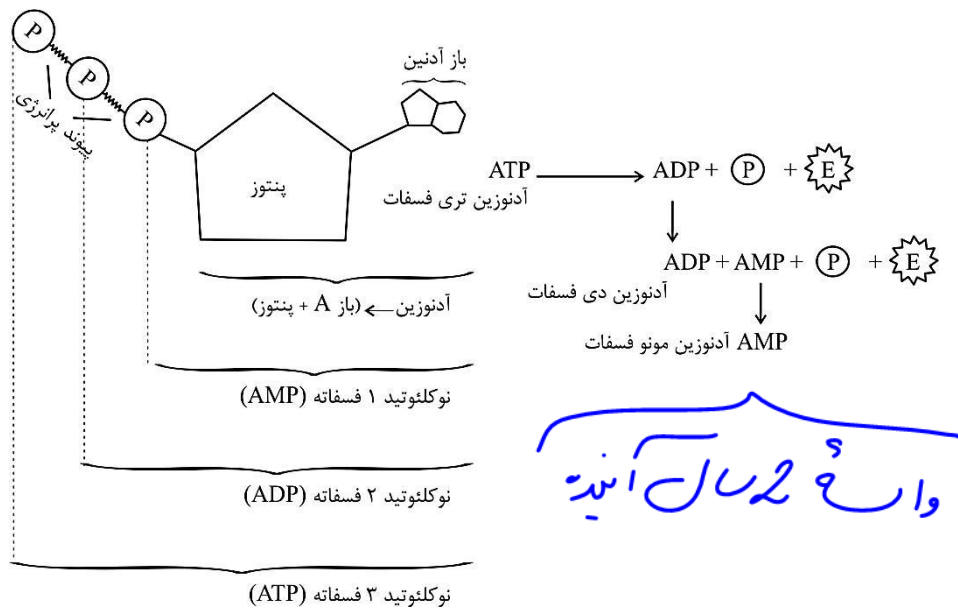 P
P
P
پیوند پرانرژی
باز آدنین
پنتوز
ATP ⟶ ADP + P + E
آدنوزین تری فسفات
ADP + AMP + P + E
آدنوزین دی فسفات
AMP آدنوزین مونو فسفات
آدنوزین ⟵ (باز A + پنتوز)
نوکلئوتید ۱ فسفاته (AMP)
نوکلئوتید ۲ فسفاته (ADP)
نوکلئوتید ۳ فسفاته (ATP)
واسهٔ 2 سال آینده